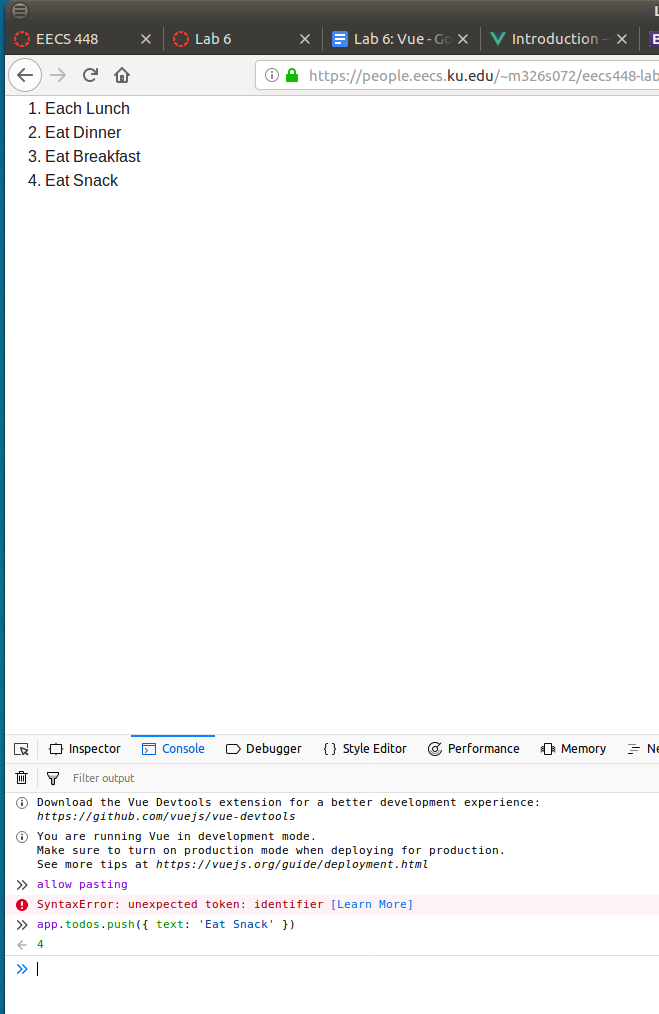 EECS 448
Lab 6
Lab 6: Vue - Go
Introduction —
https://people.eecs.ku.edu/~m326s072/eecs448-lab
1. Each Lunch
2. Eat Dinner
3. Eat Breakfast
4. Eat Snack
Inspector
Console
Debugger
{ } Style Editor
Performance
Memory
Ne
Filter output
Download the Vue Devtools extension for a better development experience:
https://github.com/vuejs/vue-devtools
You are running Vue in development mode.
Make sure to turn on production mode when deploying for production.
See more tips at https://vuejs.org/guide/deployment.html
allow pasting
SyntaxError: unexpected token: identifier [Learn More]
app.todos.push({ text: 'Eat Snack' })
4